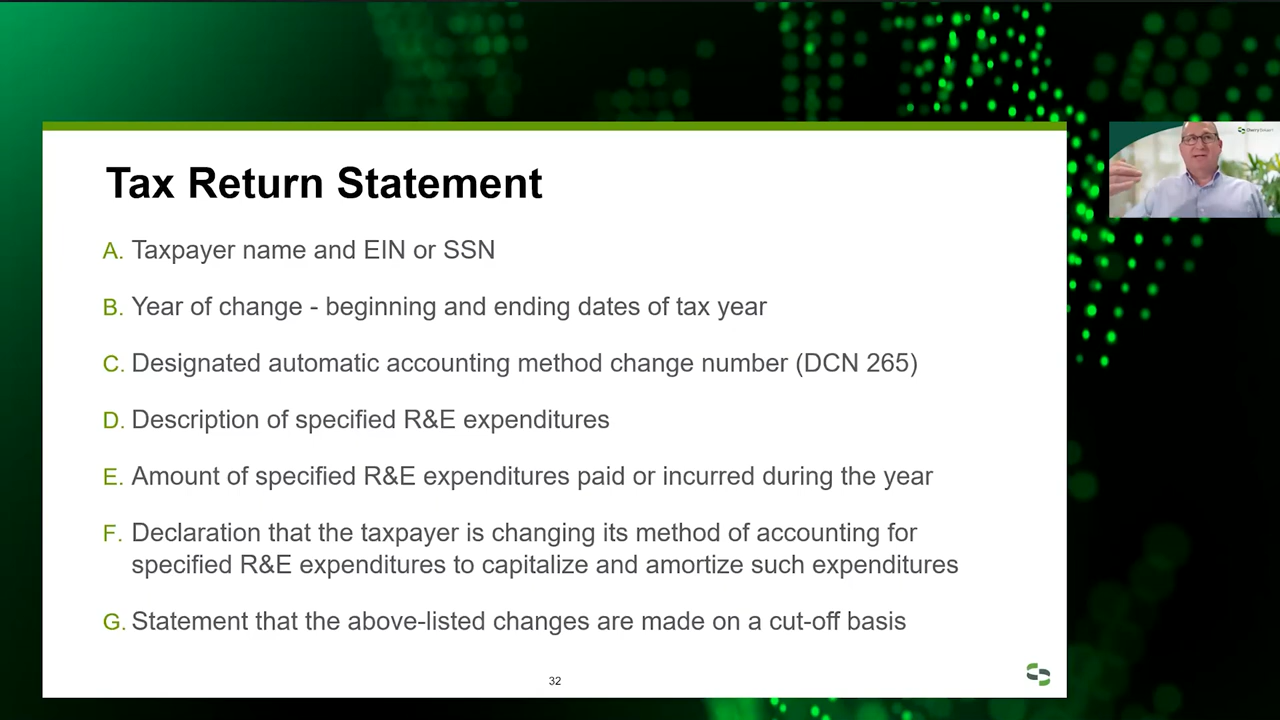 Tax Return Statement
A. Taxpayer name and EIN or SSN
B. Year of change - beginning and ending dates of tax year
C. Designated automatic accounting method change number (DCN 265)
D. Description of specified R&E expenditures
E. Amount of specified R&E expenditures paid or incurred during the year
F. Declaration that the taxpayer is changing its method of accounting for
specified R&E expenditures to capitalize and amortize such expenditures
G. Statement that the above-listed changes are made on a cut-off basis
32